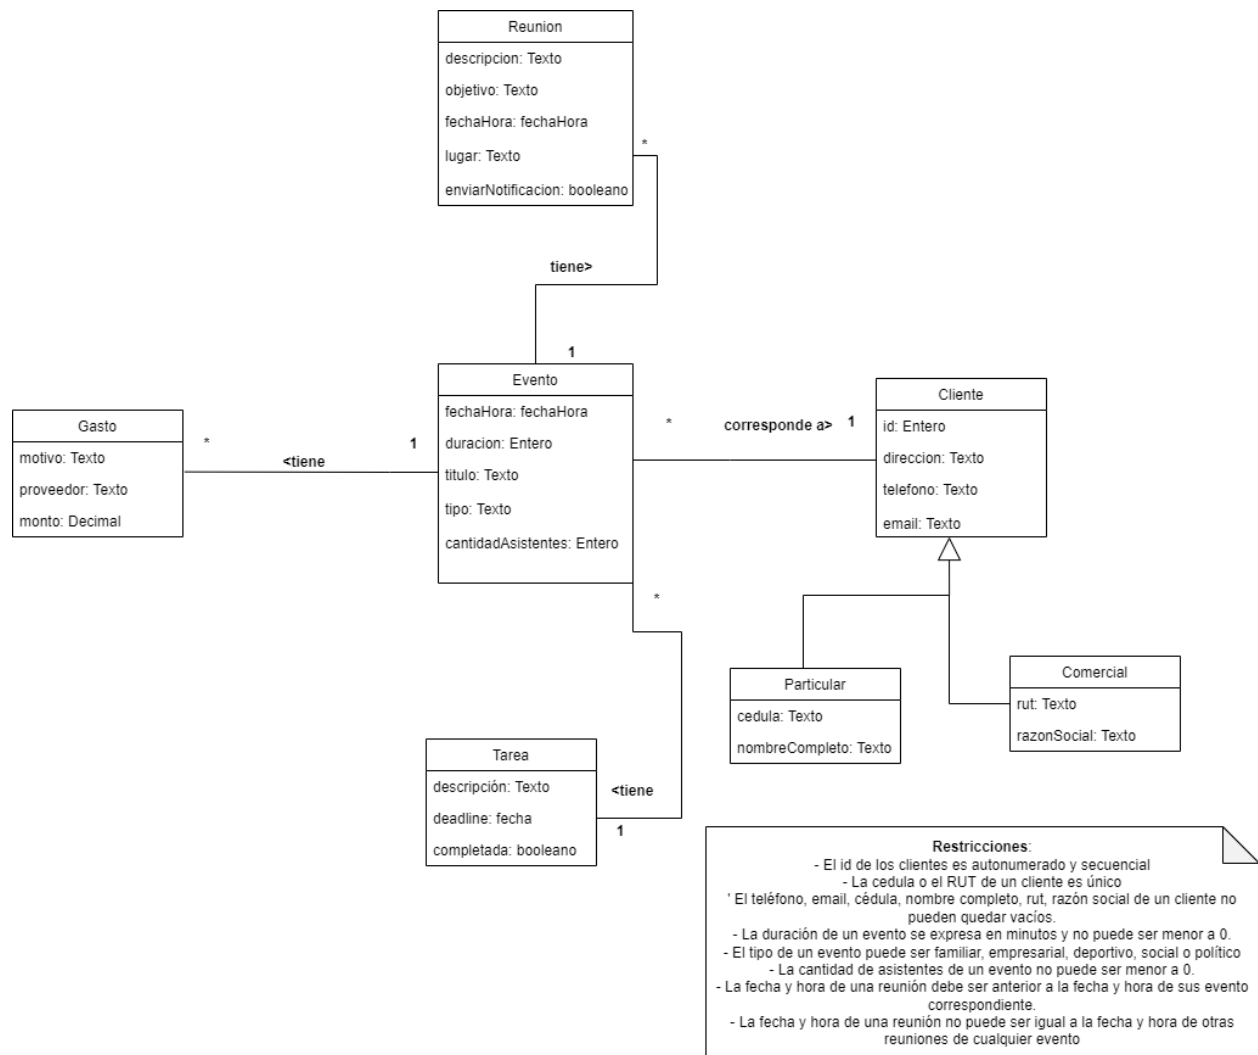 Reunion
descripcion: Texto
objetivo: Texto
fechaHora: fechaHora
lugar: Texto
enviarNotificacion: booleano
*
tiene>
1
Evento
fechaHora: fechaHora
duracion: Entero
titulo: Texto
tipo: Texto
cantidadAsistentes: Entero
Gasto
motivo: Texto
proveedor: Texto
monto: Decimal
*
<tiene
1
*
corresponde a>
1
Cliente
id: Entero
direccion: Texto
telefono: Texto
email: Texto
*
<tiene
1
Tarea
descripción: Texto
deadline: fecha
completada: booleano
Particular
cedula: Texto
nombreCompleto: Texto
Comercial
rut: Texto
razonSocial: Texto
Restricciones:
- El id de los clientes es autonumerado y secuencial
- La cedula o el RUT de un cliente es único
' El teléfono, email, cédula, nombre completo, rut, razón social de un cliente no
pueden quedar vacíos.
- La duración de un evento se expresa en minutos y no puede ser menor a 0.
- El tipo de un evento puede ser familiar, empresarial, deportivo, social o político
- La cantidad de asistentes de un evento no puede ser menor a 0.
- La fecha y hora de una reunión debe ser anterior a la fecha y hora de sus evento
correspondiente.
- La fecha y hora de una reunión no puede ser igual a la fecha y hora de otras
reuniones de cualquier evento